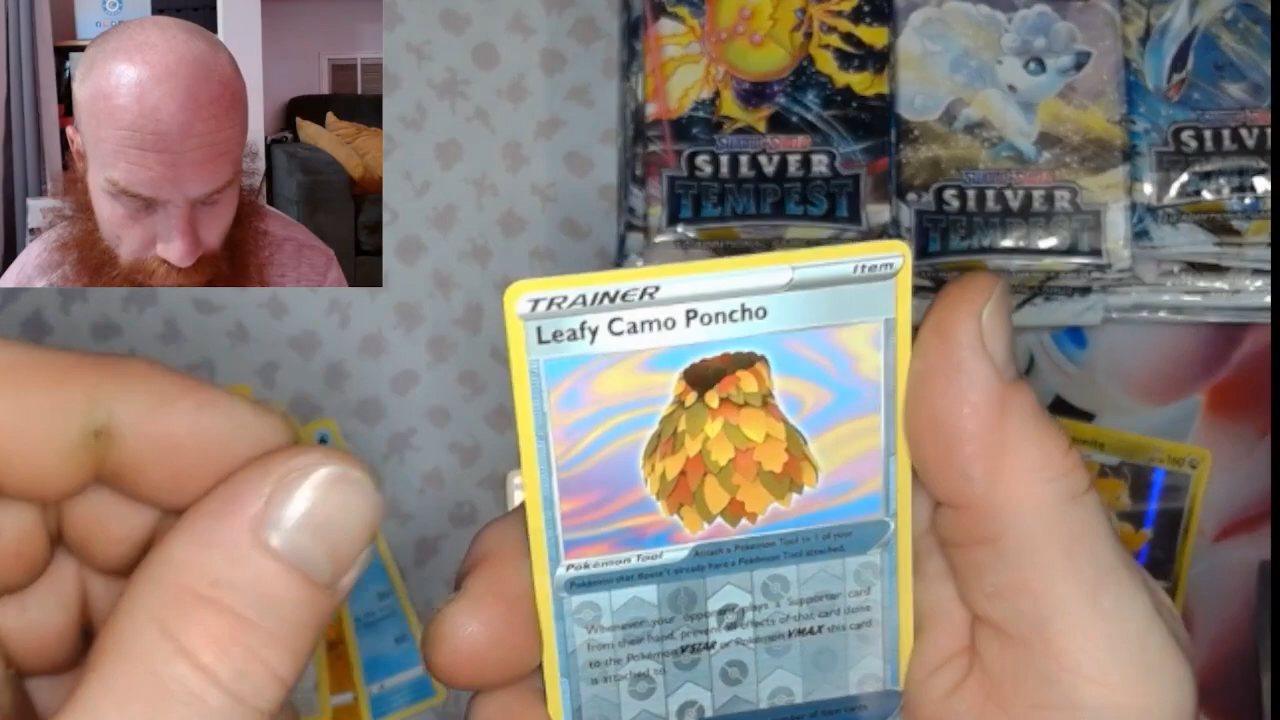 SILVER
TEMPEST
SILVER
TEMPEST
SILV
TRAINER
Item
Leafy Camo Poncho
Pokémon Tool
Attach a Pokémon Tool to 1 of your
Pokémon that doesn't already have a Pokémon Tool attached.
Whenever your opponent plays a Supporter card
from their hand, prevent all effects of that card done
to the Pokémon VSTAR or Pokémon VMAX this card
is attached to.